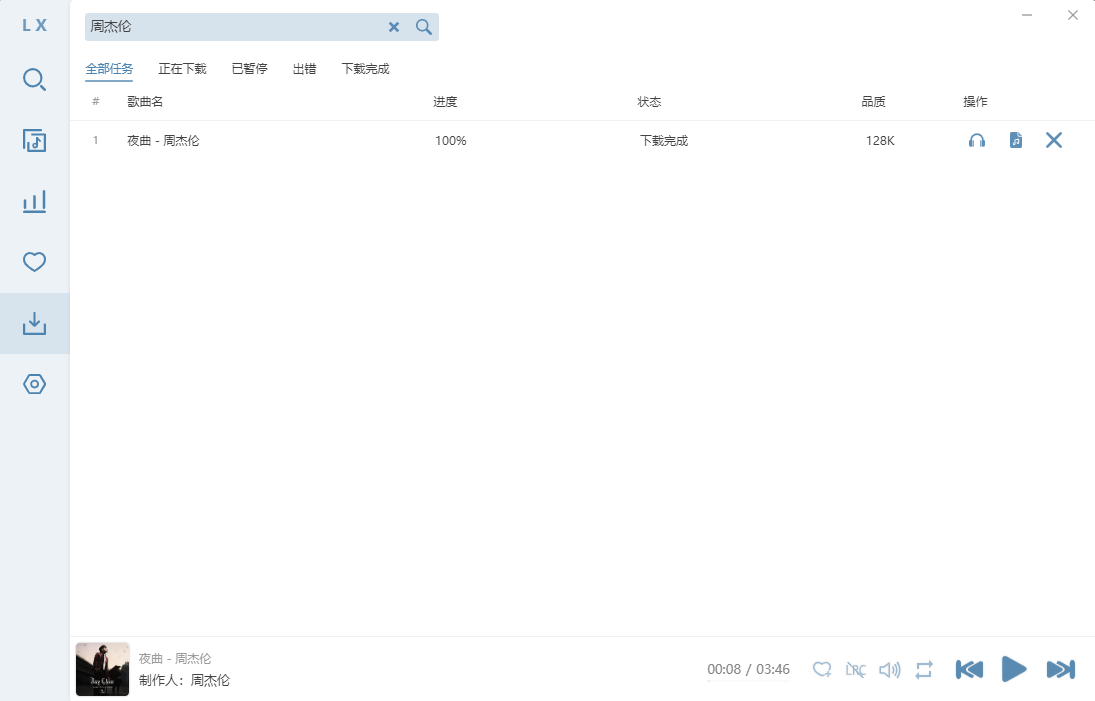 L X
周杰伦
全部任务 正在下载 已暂停 出错 下载完成
# 歌曲名 进度 状态 品质 操作
1 夜曲 - 周杰伦 100% 下载完成 128K
夜曲 - 周杰伦
制作人：周杰伦
00:08 / 03:46
LRC
Jay Chou